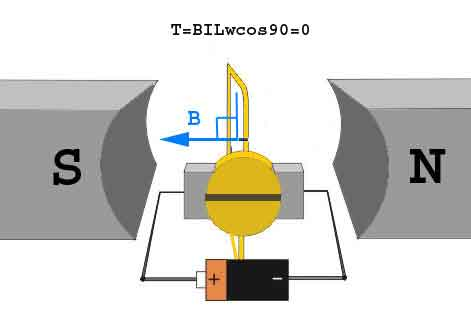 T=BILwcos90=0
B
S
N
+
-